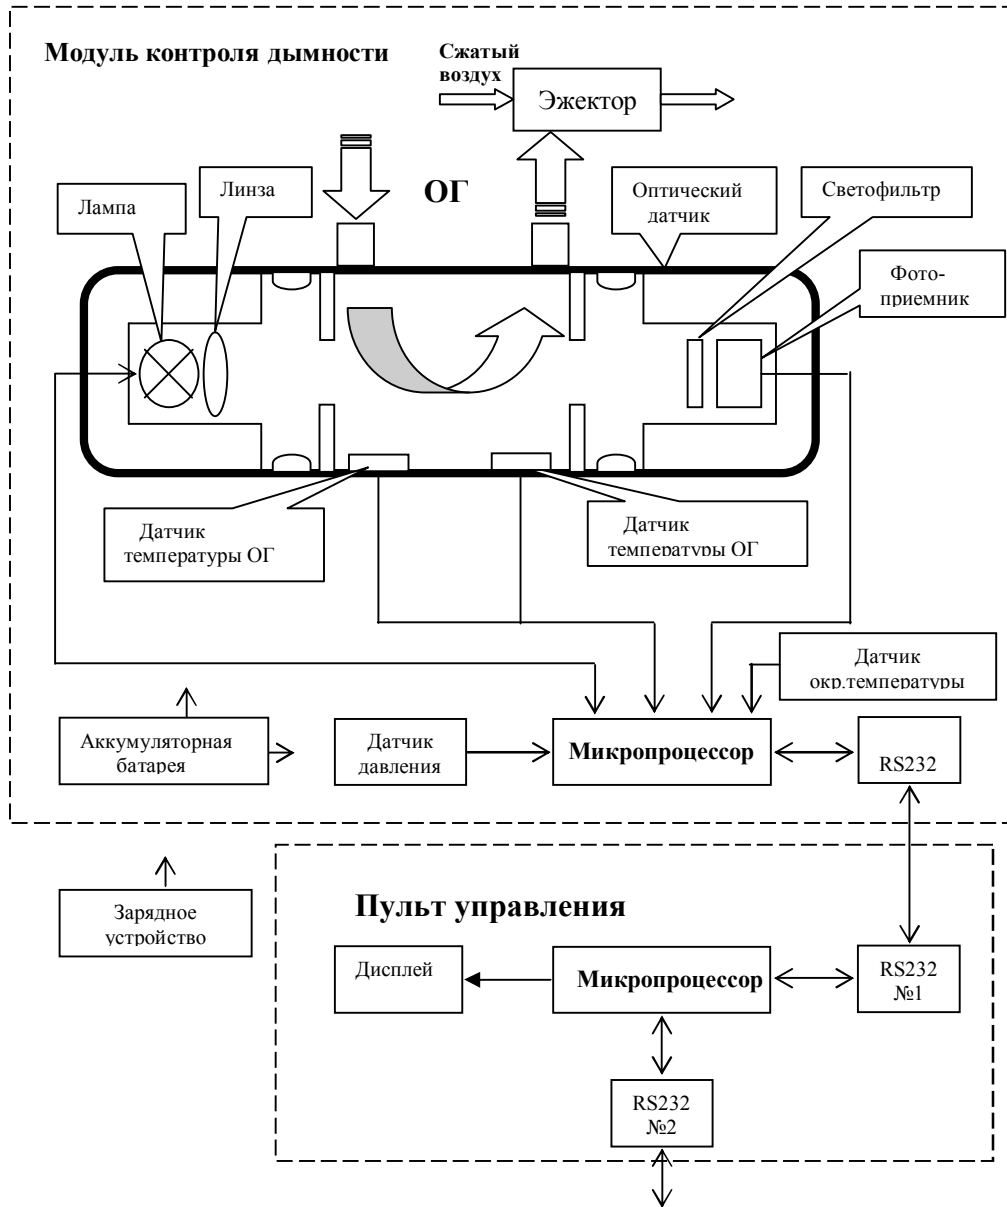 Модуль контроля дымности
Сжатый
воздух
Эжектор
ОГ
Лампа
Линза
Оптический
датчик
Светофильтр
Фото-
приемник
Датчик
температуры ОГ
Датчик
температуры ОГ
Датчик
окр.температуры
Аккумуляторная
батарея
Датчик
давления
Микропроцессор
RS232
Зарядное
устройство
Пульт управления
Дисплей
Микропроцессор
RS232
№1
RS232
№2